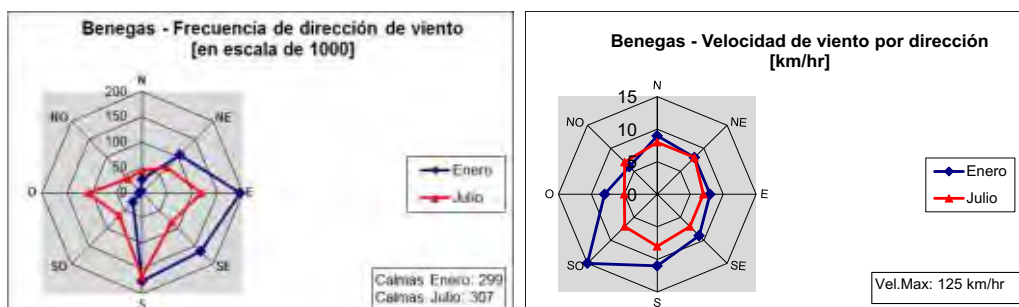 Benegas - Frecuencia de dirección de viento
[en escala de 1000]
N
200
NO
NE
150
100
50
0
O
E
SO
SE
S
Enero
Julio
Calmas Enero: 299
Calmas Julio: 307
Benegas - Velocidad de viento por dirección
[km/hr]
N
15
NO
NE
10
5
0
O
E
SO
SE
S
Enero
Julio
Vel.Max: 125 km/hr